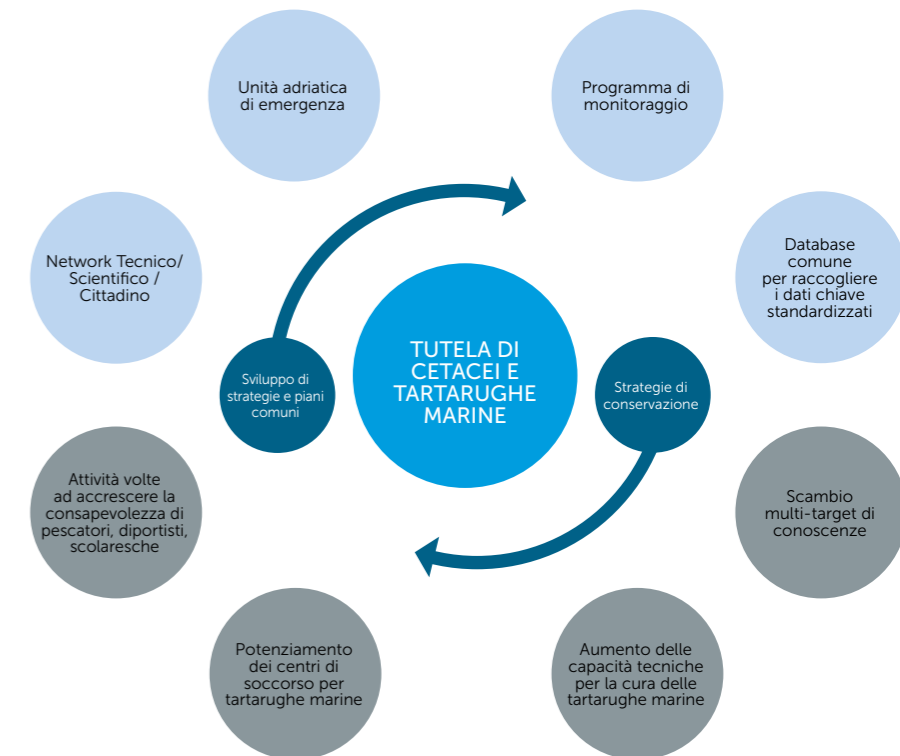 Unità adriatica
di emergenza
Programma di
monitoraggio
Network Tecnico/
Scientifico /
Cittadino
Database
comune
per raccogliere
i dati chiave
standardizzati
TUTELA DI
CETACEI E
TARTARUGHE
MARINE
Sviluppo di
strategie e piani
comuni
Strategie di
conservazione
Attività volte
ad accrescere la
consapevolezza di
pescatori, diportisti,
scolaresche
Scambio
multi-target di
conoscenze
Potenziamento
dei centri di
soccorso per
tartarughe marine
Aumento delle
capacità tecniche
per la cura delle
tartarughe marine